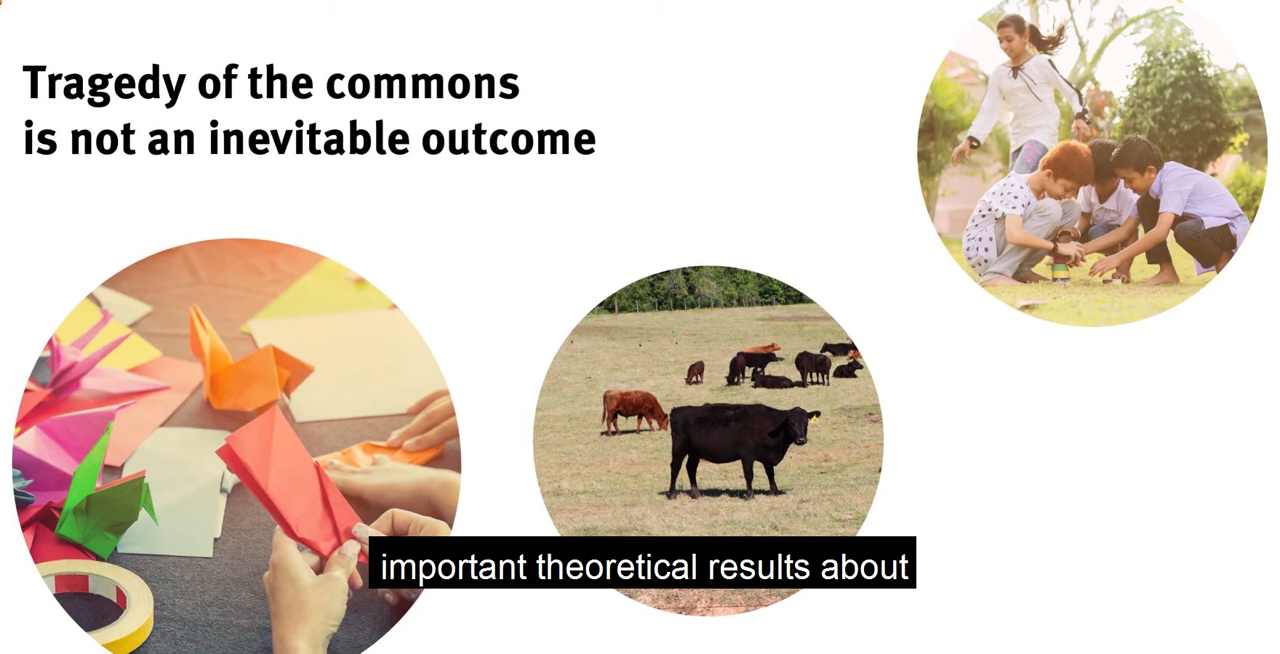 Tragedy of the commons
is not an inevitable outcome
important theoretical results about